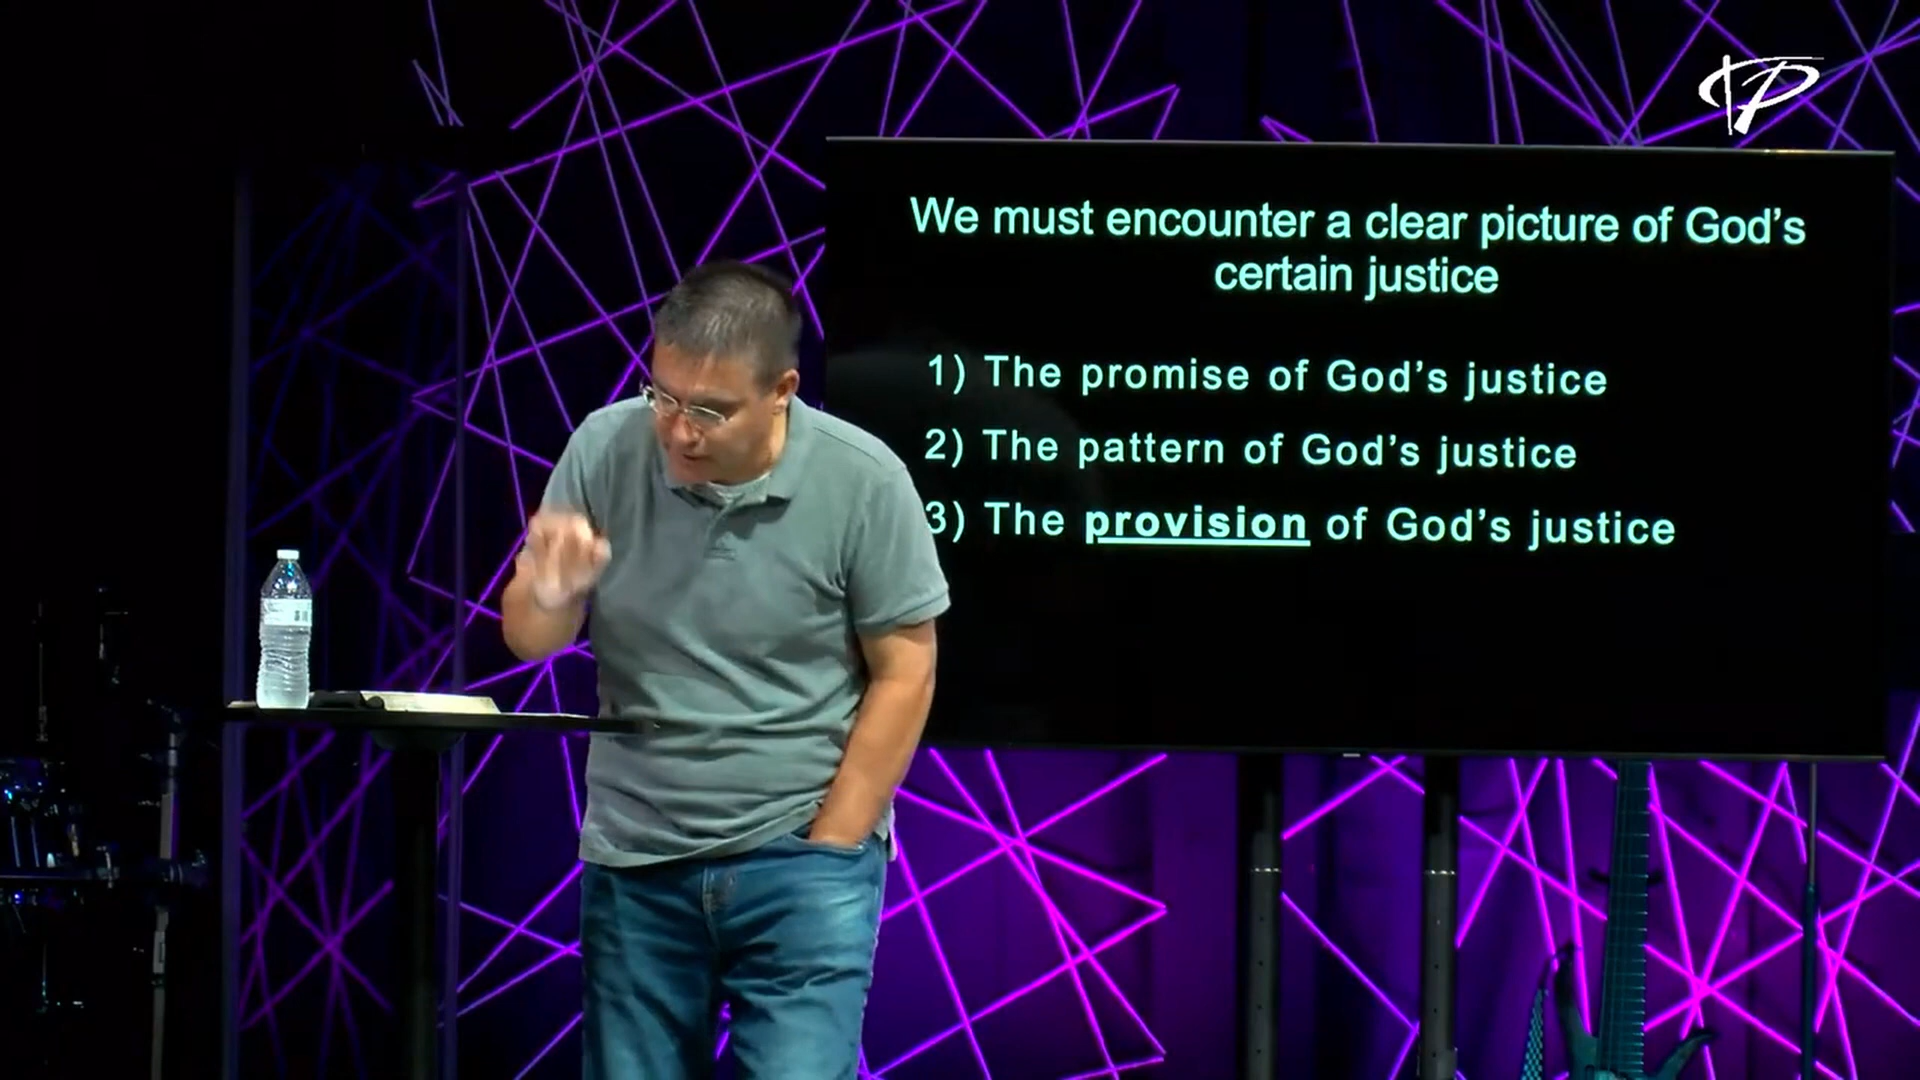 We must encounter a clear picture of God’s
certain justice
1) The promise of God’s justice
2) The pattern of God’s justice
3) The provision of God’s justice